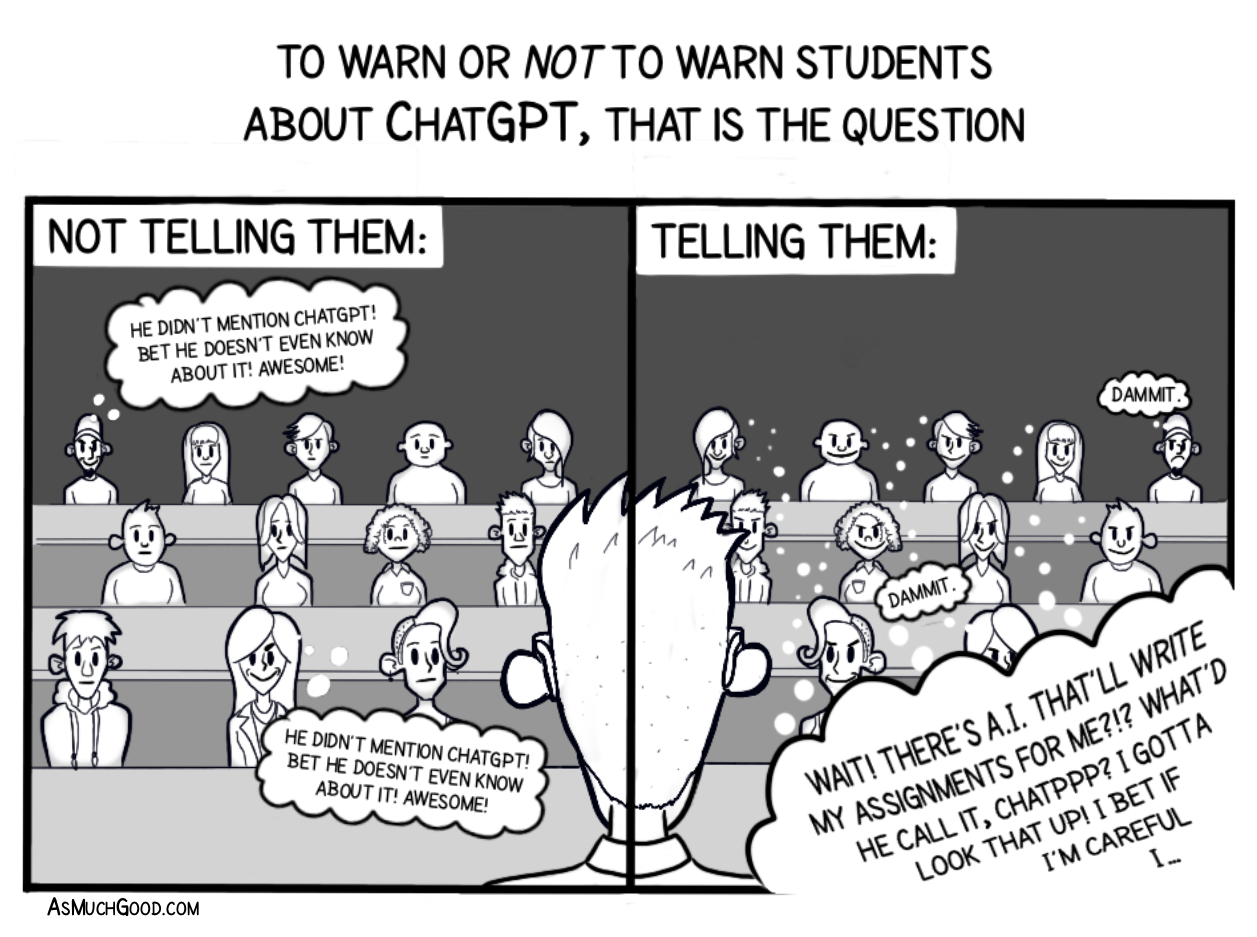 TO WARN OR NOT TO WARN STUDENTS
ABOUT CHATGPT, THAT IS THE QUESTION
NOT TELLING THEM:
HE DIDN'T MENTION CHATGPT!
BET HE DOESN'T EVEN KNOW
ABOUT IT! AWESOME!
HE DIDN'T MENTION CHATGPT!
BET HE DOESN'T EVEN KNOW
ABOUT IT! AWESOME!
TELLING THEM:
DAMMIT.
DAMMIT.
WAIT! THERE'S A.I. THAT'LL WRITE
MY ASSIGNMENTS FOR ME?!? WHAT'D
HE CALL IT, CHATPPP? I GOTTA
LOOK THAT UP! I BET IF
I'M CAREFUL
I...
ASMUCHGOOD.COM